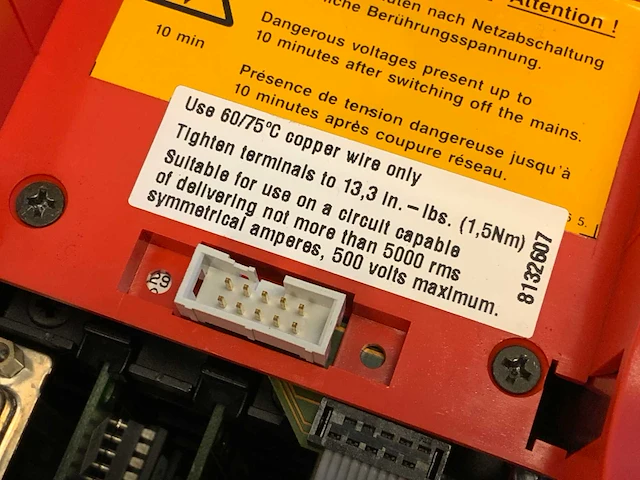 Attention !
nach Netzabschaltung
Berührungsspannung.
10 min
Dangerous voltages present up to
10 minutes after switching off the mains.
Présence de tension dangereuse jusqu'à
10 minutes après coupure réseau.
5.
Use 60/75°C copper wire only
Tighten terminals to 13,3 in. – lbs. (1,5Nm)
Suitable for use on a circuit capable
of delivering not more than 5000 rms
symmetrical amperes, 500 volts maximum.
8132607
29